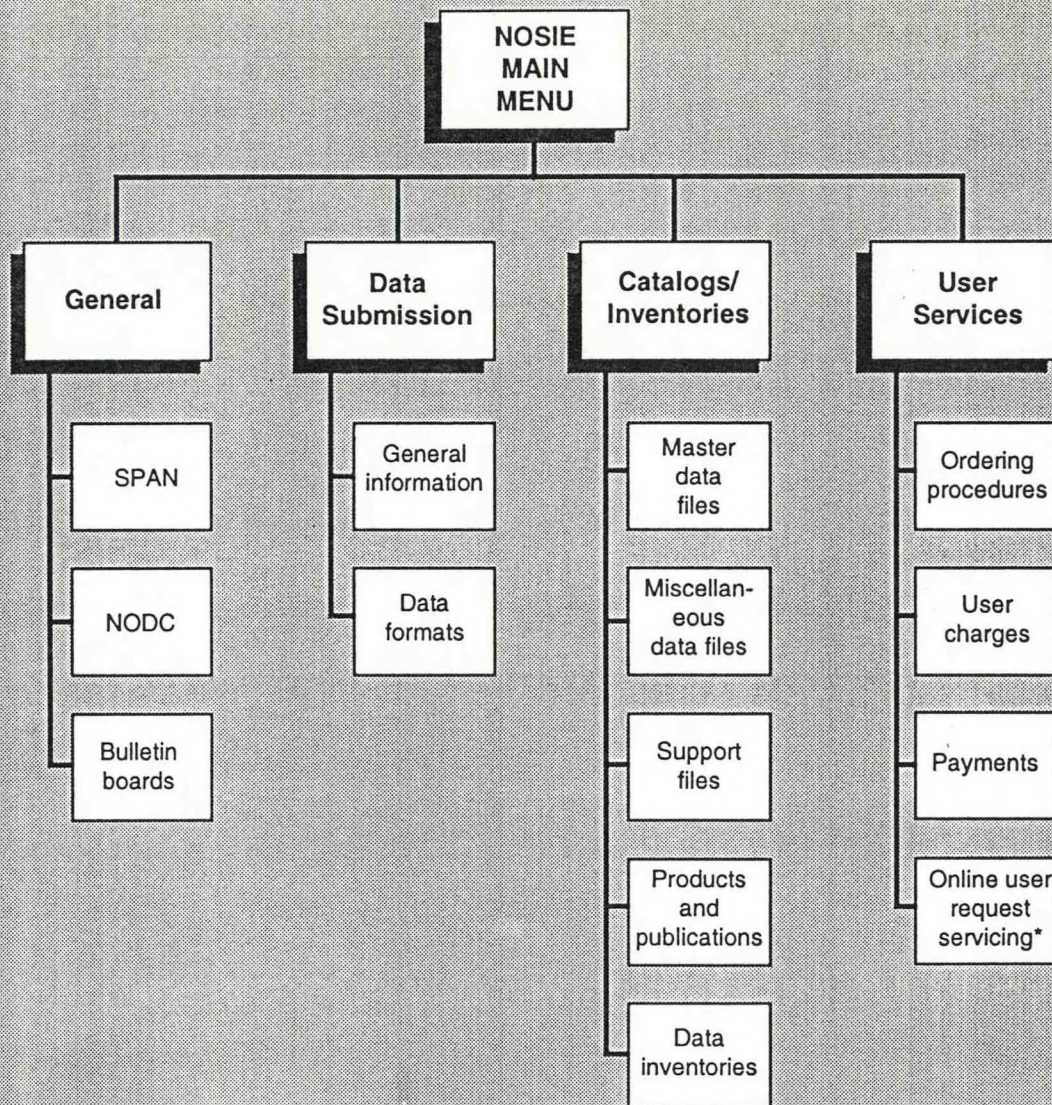 NOSIE
MAIN
MENU
General
Data
Submission
Catalogs/
Inventories
User
Services
SPAN
NODC
Bulletin
boards
General
information
Data
formats
Master
data
files
Miscellan-
eous
data files
Support
files
Products
and
publications
Data
inventories
Ordering
procedures
User
charges
Payments
Online user
request
servicing*